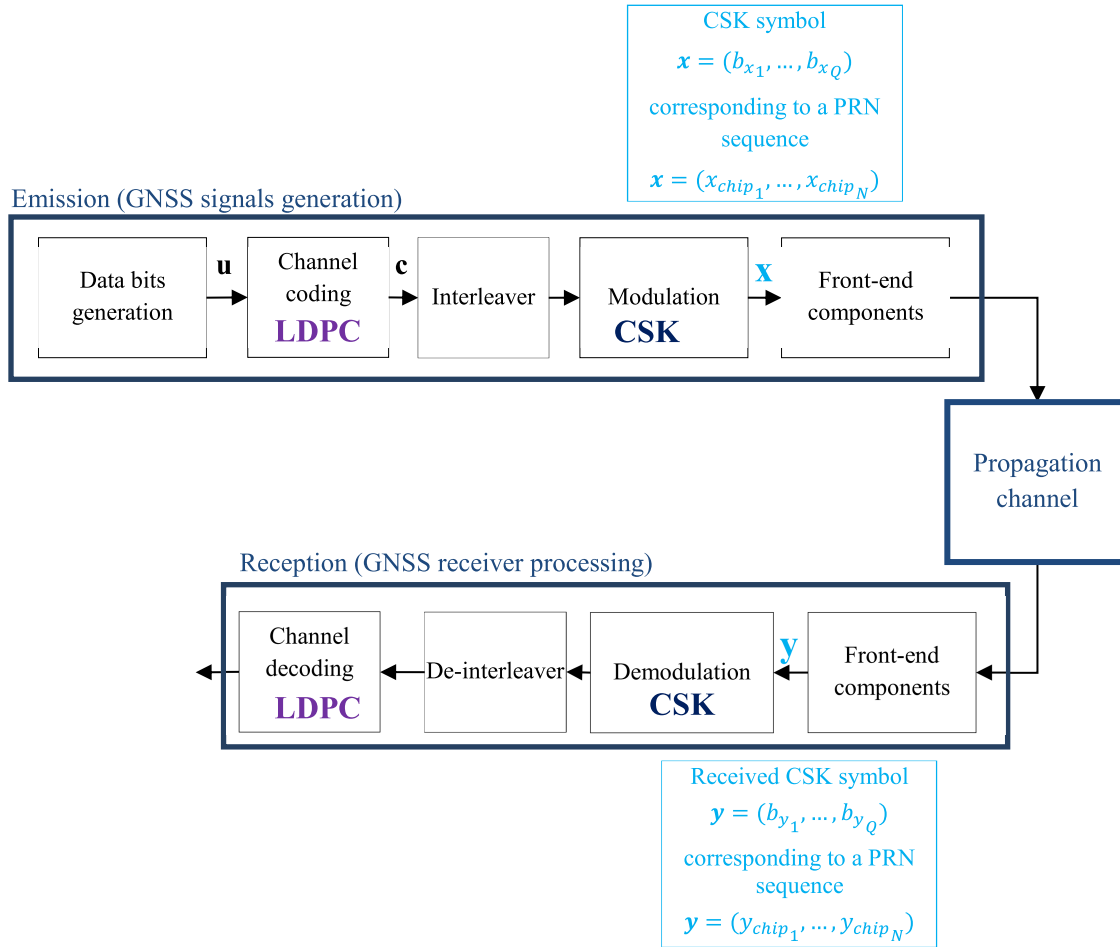 CSK symbol
𝒙 = (b_{x_1}, … , b_{x_Q})
corresponding to a PRN
sequence
𝒙 = (x_{chip_1}, … , x_{chip_N})
Emission (GNSS signals generation)
Data bits
generation
u
Channel
coding
LDPC
c
Interleaver
Modulation
CSK
x
Front-end
components
Propagation
channel
Reception (GNSS receiver processing)
Channel
decoding
LDPC
De-interleaver
Demodulation
CSK
y
Front-end
components
Received CSK symbol
𝒚 = (b_{y_1}, … , b_{y_Q})
corresponding to a PRN
sequence
𝒚 = (y_{chip_1}, … , y_{chip_N})